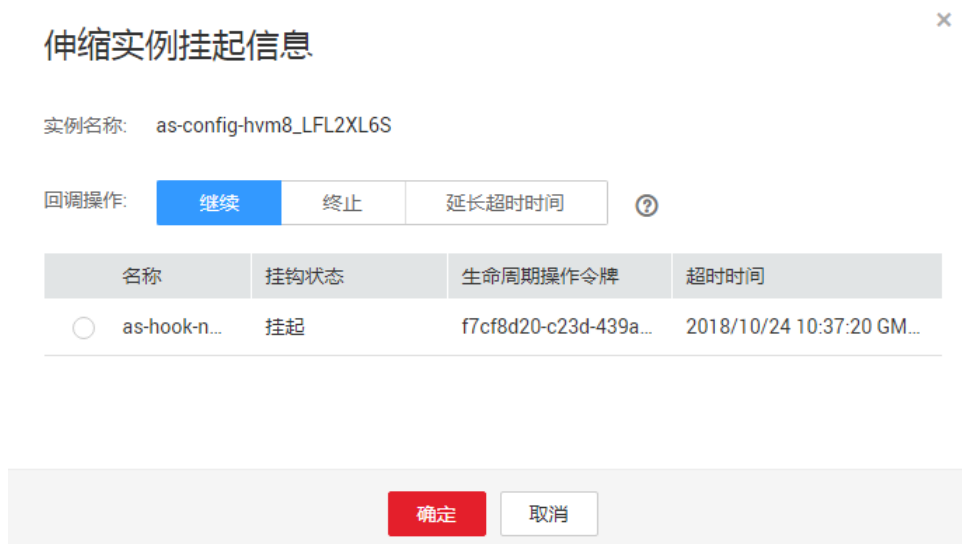 伸缩实例挂起信息
实例名称: as-config-hvm8_LFL2XL6S
回调操作: 继续 终止 延长超时时间
名称 挂钩状态 生命周期操作令牌 超时时间
as-hook-n... 挂起 f7cf8d20-c23d-439a... 2018/10/24 10:37:20 GM...
确定 取消